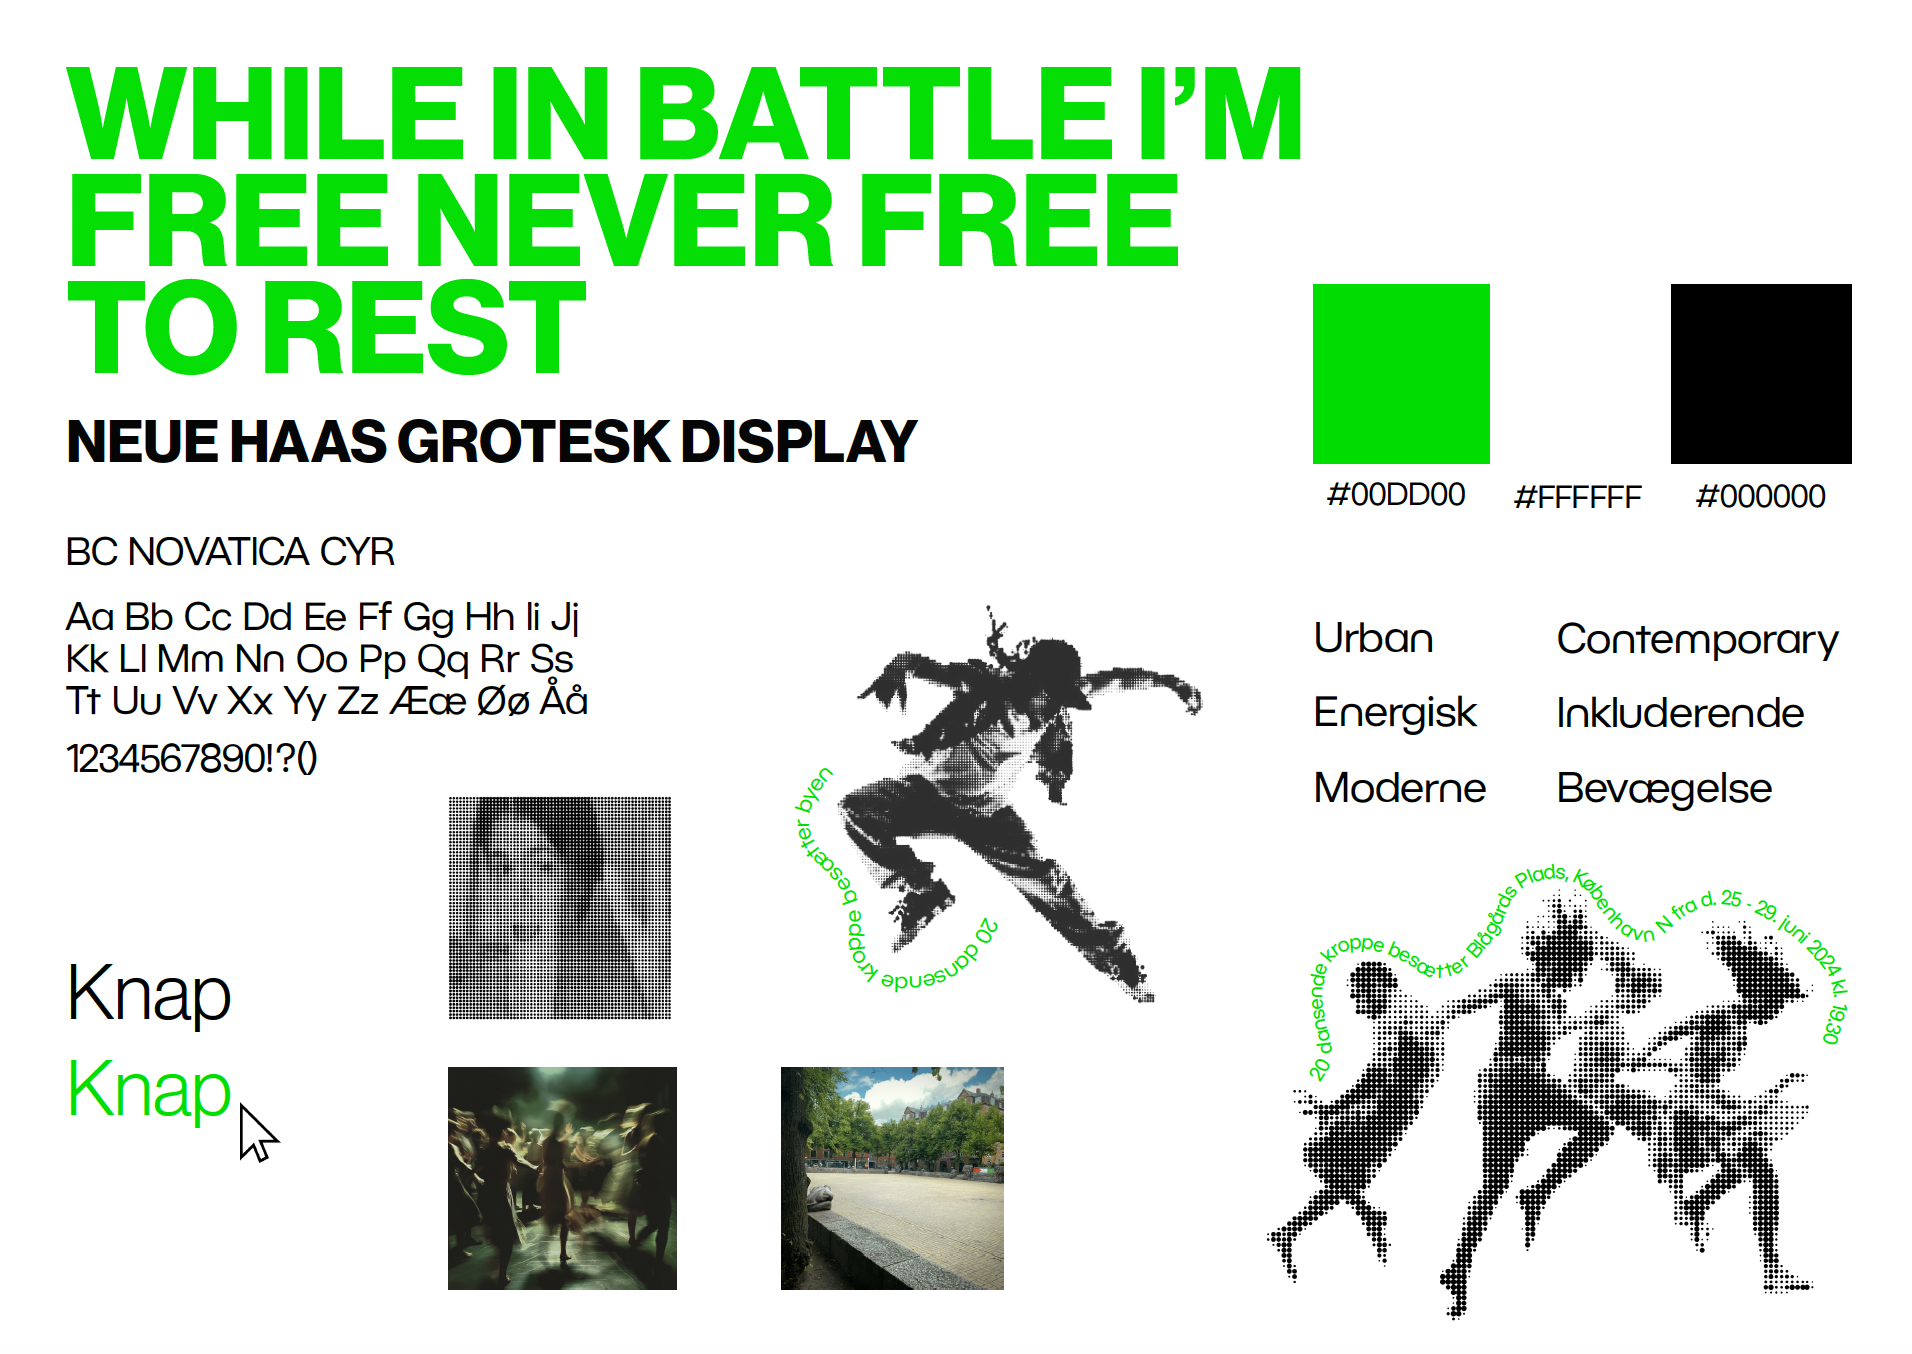 WHILE IN BATTLE I’M
FREE NEVER FREE
TO REST
NEUE HAAS GROTESK DISPLAY
#00DD00
#FFFFFF
#000000
BC NOVATICA CYR
Aa Bb Cc Dd Ee Ff Gg Hh Ii Jj
Kk Ll Mm Nn Oo Pp Qq Rr Ss
Tt Uu Vv Xx Yy Zz Ææ Øø Åå
1234567890!?()
Urban
Contemporary
Energisk
Inkluderende
Moderne
Bevægelse
20 dansende kroppe besætter byen
20 dansende kroppe besætter Blågårds Plads, København N fra d. 25 - 29. juni 2024 kl. 19.30
Knap
Knap